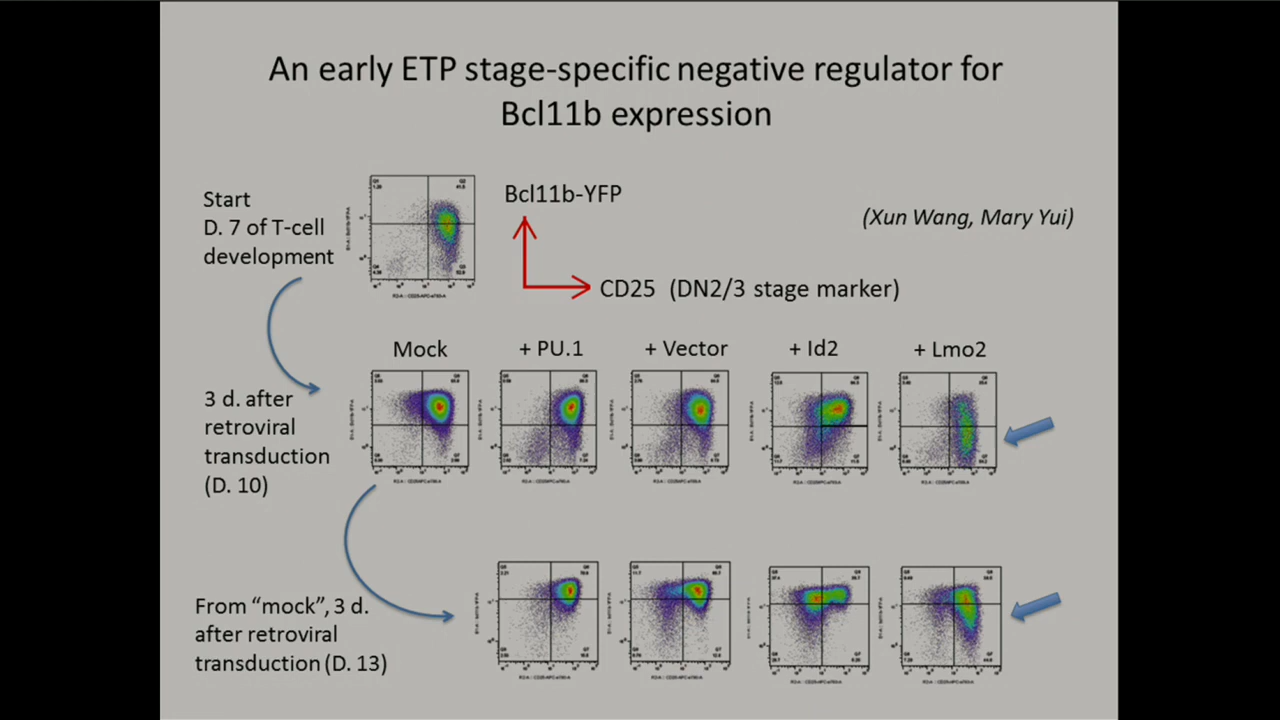 An early ETP stage-specific negative regulator for
Bcl11b expression
Start
D. 7 of T-cell
development
Bcl11b-YFP
(Xun Wang, Mary Yui)
CD25 (DN2/3 stage marker)
Mock
+ PU.1
+ Vector
+ Id2
+ Lmo2
3 d. after
retroviral
transduction
(D. 10)
From “mock”, 3 d.
after retroviral
transduction (D. 13)